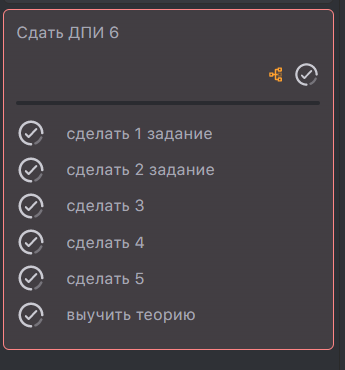 Сдать ДПИ 6
сделать 1 задание
сделать 2 задание
сделать 3
сделать 4
сделать 5
выучить теорию